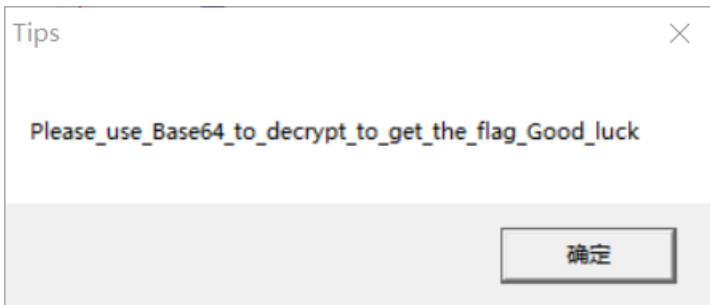 Tips
Please_use_Base64_to_decrypt_to_get_the_flag_Good_luck
确定